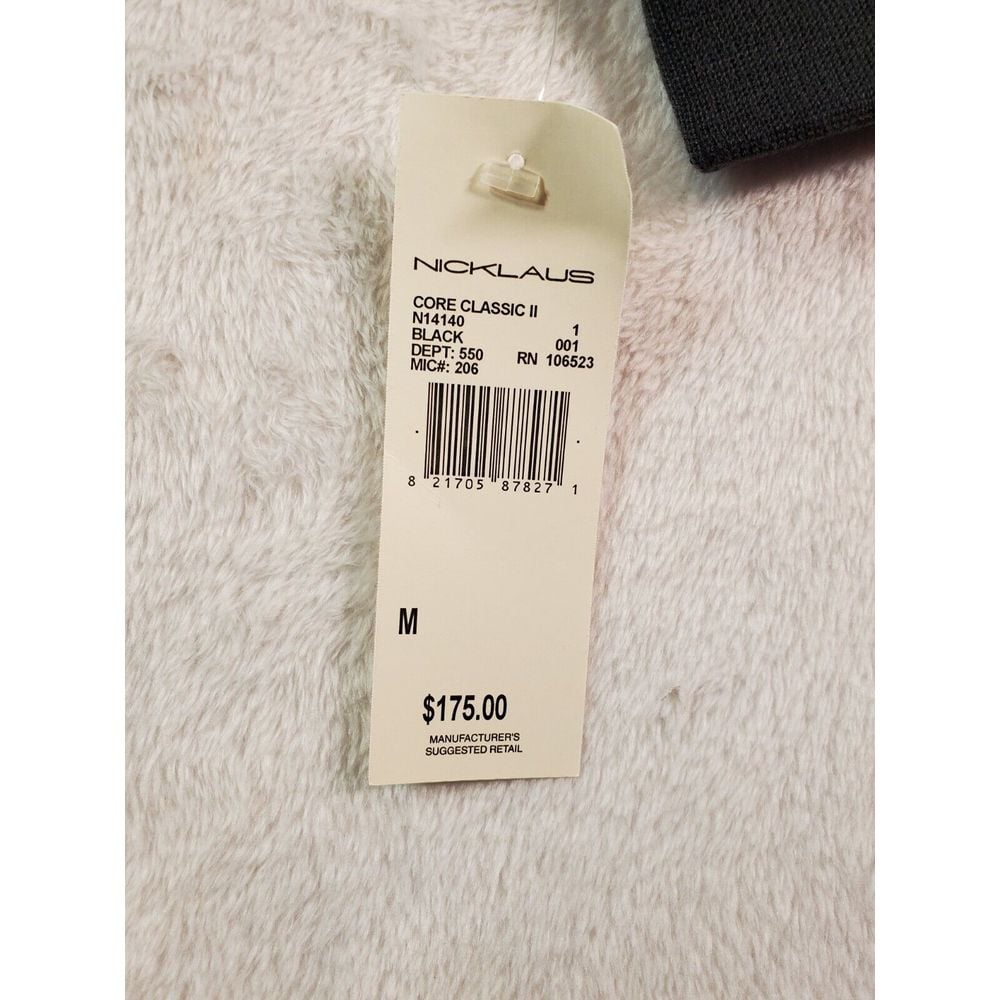 NICKLAUS
CORE CLASSIC II
N14140 1
BLACK 001
DEPT: 550 RN 106523
MIC#: 206
8 21705 87827 1
M
$175.00
MANUFACTURER'S
SUGGESTED RETAIL